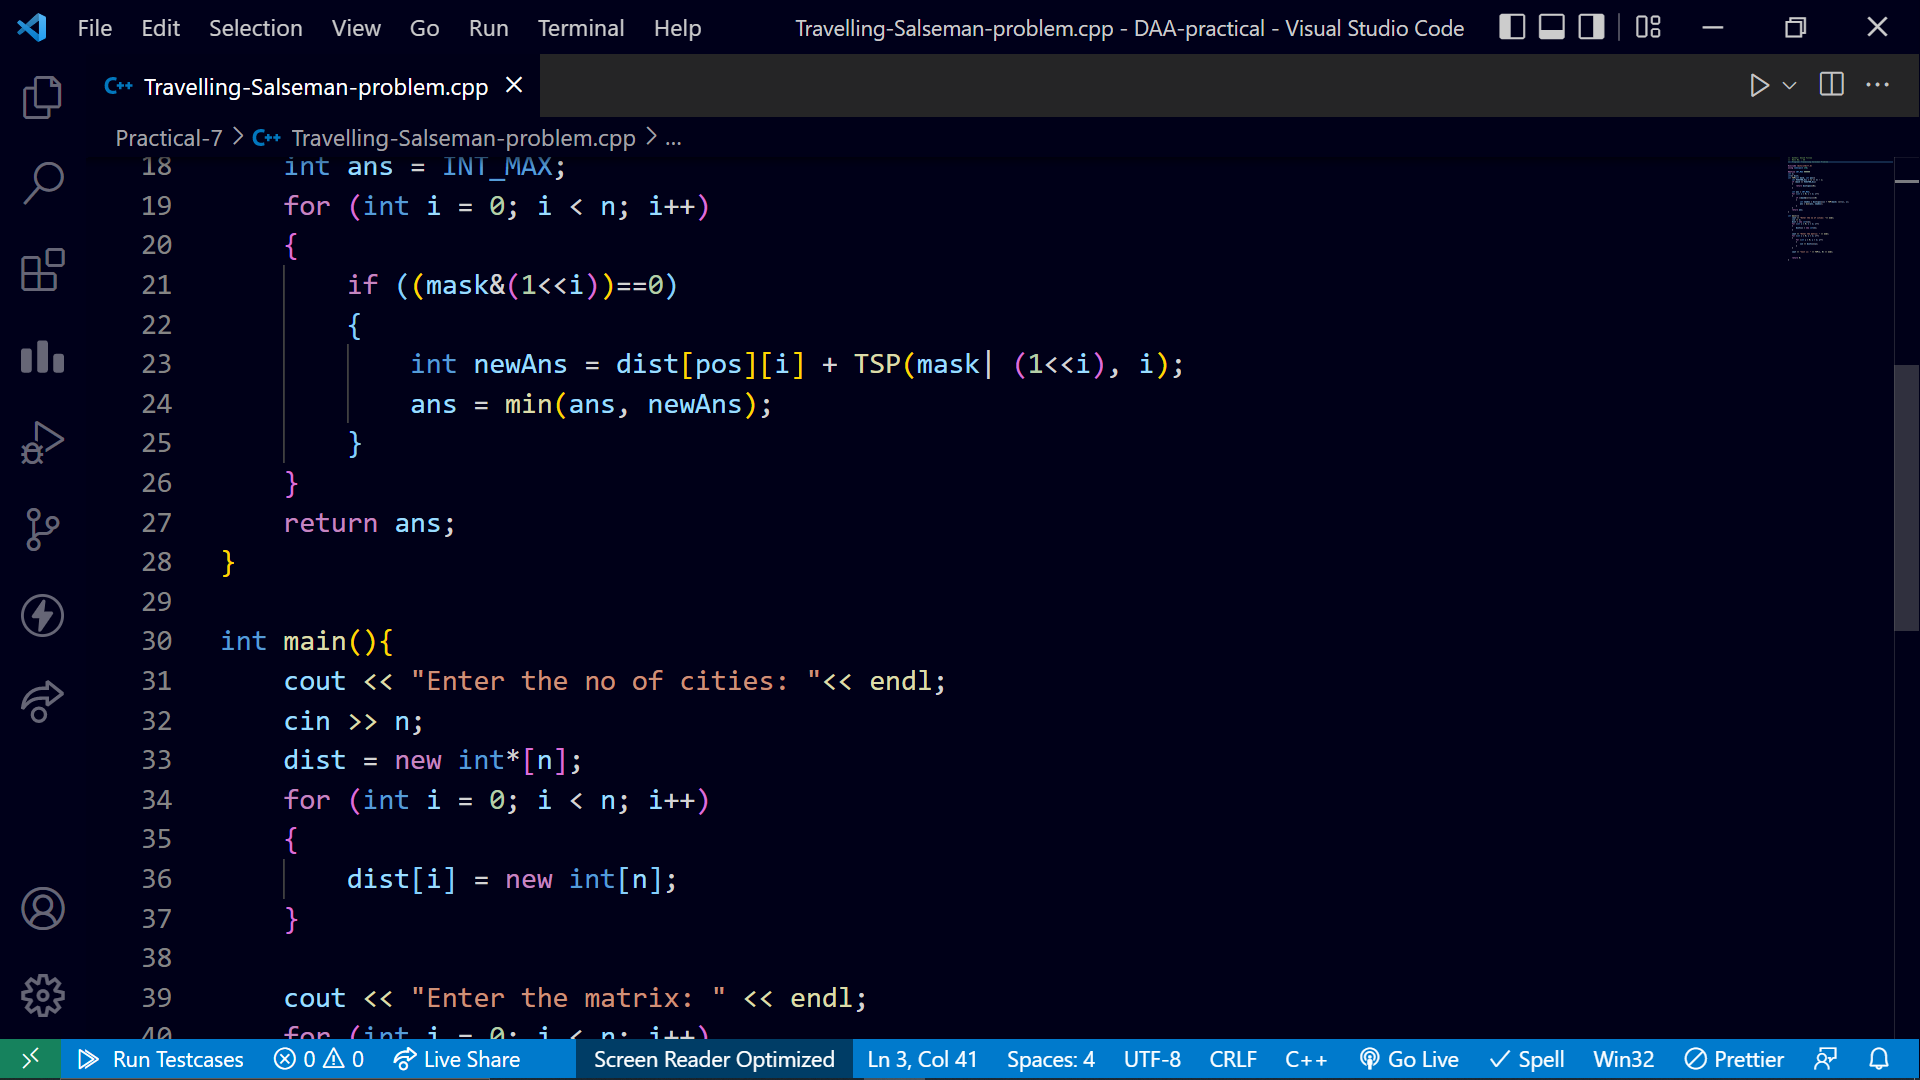 File Edit Selection View Go Run Terminal Help Travelling-Salseman-problem.cpp - DAA-practical - Visual Studio Code
C++ Travelling-Salseman-problem.cpp
Practical-7 > C++ Travelling-Salseman-problem.cpp > ...
18 int ans = INT_MAX;
19 for (int i = 0; i < n; i++)
20 {
21 if ((mask&(1<<i))==0)
22 {
23 int newAns = dist[pos][i] + TSP(mask| (1<<i), i);
24 ans = min(ans, newAns);
25 }
26 }
27 return ans;
28 }
29
30 int main(){
31 cout << "Enter the no of cities: "<< endl;
32 cin >> n;
33 dist = new int*[n];
34 for (int i = 0; i < n; i++)
35 {
36 dist[i] = new int[n];
37 }
38
39 cout << "Enter the matrix: " << endl;
40 for (int i = 0; i < n; i++)
Run Testcases 0 0 Live Share Screen Reader Optimized Ln 3, Col 41 Spaces: 4 UTF-8 CRLF C++ Go Live Spell Win32 Prettier